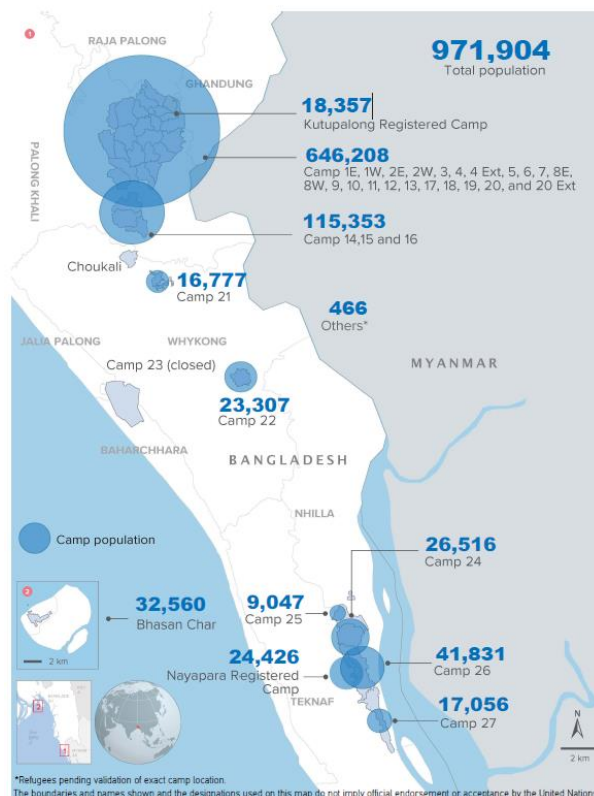 1
RAJA PALONG
971,904
Total population
GHANDUNG
18,357
Kutupalong Registered Camp
PALONG KHALI
646,208
Camp 1E, 1W, 2E, 2W, 3, 4, 4 Ext, 5, 6, 7, 8E,
8W, 9, 10, 11, 12, 13, 17, 18, 19, 20, and 20 Ext
115,353
Camp 14,15 and 16
Choukali
16,777
Camp 21
466
Others*
JALIA PALONG
WHYKONG
MYANMAR
Camp 23 (closed)
23,307
Camp 22
BAHARCHHARA
BANGLADESH
NHILLA
Camp population
26,516
Camp 24
2
32,560
Bhasan Char
9,047
Camp 25
2 km
24,426
Nayapara Registered
Camp
41,831
Camp 26
TEKNAF
17,056
Camp 27
2
1
N
2 km
*Refugees pending validation of exact camp location.
The boundaries and names shown and the designations used on this map do not imply official endorsement or acceptance by the United Nations